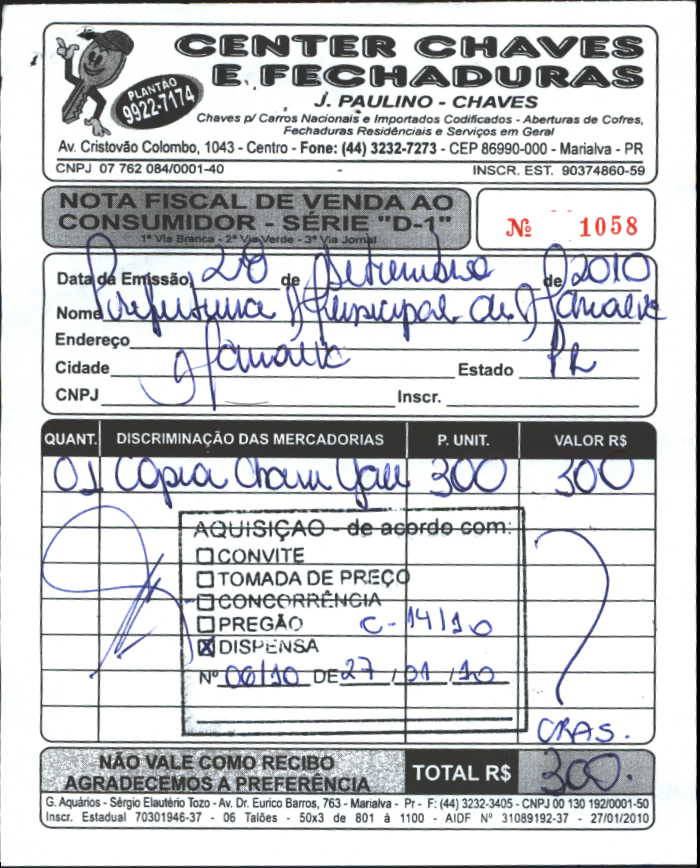 CENTER CHAVES
E FECHADURAS
PLANTÃO
9922-7174
J. PAULINO - CHAVES
Chaves p/ Carros Nacionais e Importados Codificados - Aberturas de Cofres,
Fechaduras Residênciais e Serviços em Geral
Av. Cristovão Colombo, 1043 - Centro - Fone: (44) 3232-7273 - CEP 86990-000 - Marialva - PR
CNPJ 07 762 084/0001-40 - INSCR. EST. 90374860-59
NOTA FISCAL DE VENDA AO
CONSUMIDOR - SÉRIE "D-1"
1ª Via Branca - 2ª Via Verde - 3ª Via Jornal
Nº 1058
Data de Emissão, 28 de Setembro de 2010
Nome Prefeitura Municipal de Marialva
Endereço
Cidade Marialva Estado Pr
CNPJ Inscr.
QUANT. DISCRIMINAÇÃO DAS MERCADORIAS P. UNIT. VALOR R$
01 Copia Chave Yale 300 300
AQUISIÇÃO - de acordo com:
CONVITE
TOMADA DE PREÇO
CONCORRÊNCIA
PREGÃO C-14/10
DISPENSA
Nº 06/10 DE 27/01/10
CRAS.
NÃO VALE COMO RECIBO
AGRADECEMOS A PREFERÊNCIA
TOTAL R$ 300.
G. Aquários - Sérgio Elautério Tozo - Av. Dr. Eurico Barros, 763 - Marialva - Pr - F: (44) 3232-3405 - CNPJ 00 130 192/0001-50
Inscr. Estadual 70301946-37 - 06 Talões - 50x3 de 801 à 1100 - AIDF Nº 31089192-37 - 27/01/2010